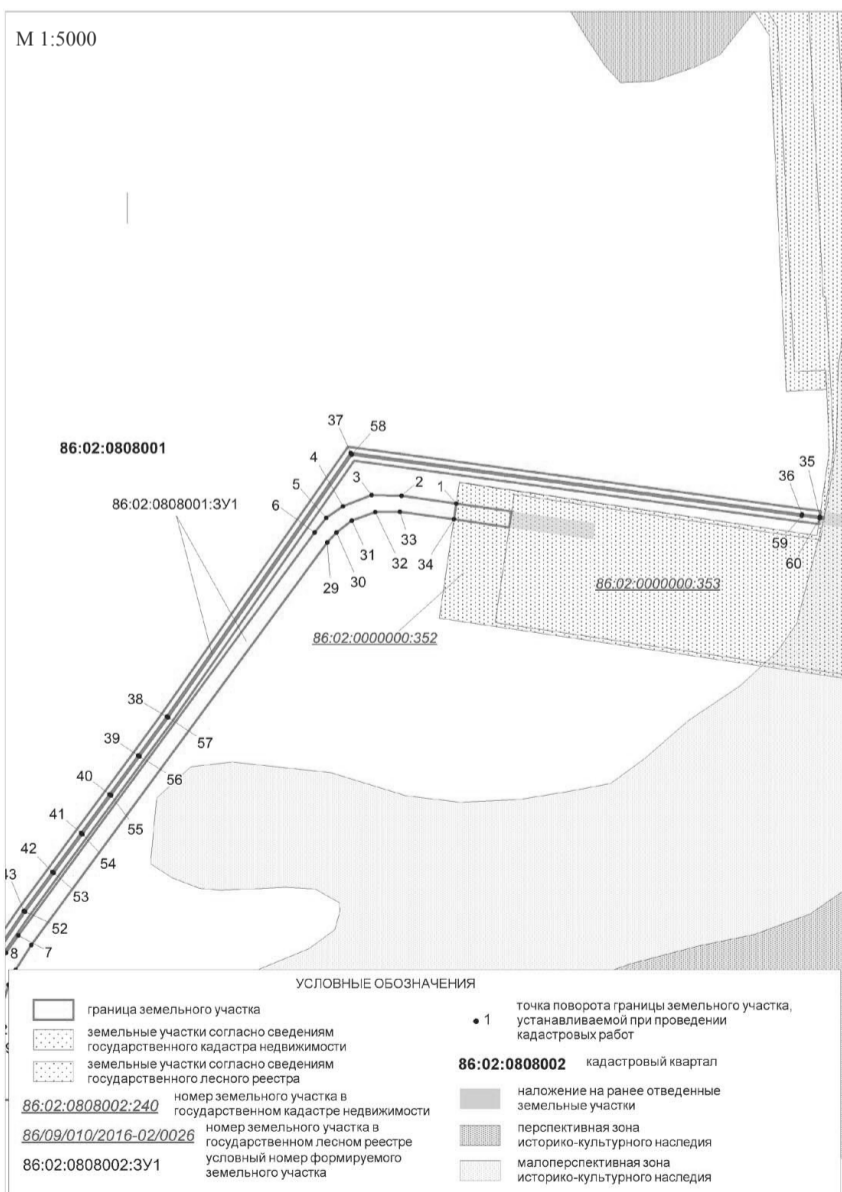 М 1:5000
37
58
86:02:0808001
4
3
2
1
36
35
5
86:02:0808001:ЗУ1
6
31
33
59
32
34
60
30
29
86:02:0000000:353
86:02:0000000:352
38
57
39
56
40
55
41
54
42
53
43
52
8
7
УСЛОВНЫЕ ОБОЗНАЧЕНИЯ
граница земельного участка
земельные участки согласно сведениям
государственного кадастра недвижимости
земельные участки согласно сведениям
государственного лесного реестра
86:02:0808002:240 номер земельного участка в
государственном кадастре недвижимости
86/09/010/2016-02/0026 номер земельного участка в
государственном лесном реестре
86:02:0808002:ЗУ1 условный номер формируемого
земельного участка
1 точка поворота границы земельного участка,
устанавливаемой при проведении
кадастровых работ
86:02:0808002 кадастровый квартал
наложение на ранее отведенные
земельные участки
перспективная зона
историко-культурного наследия
малоперспективная зона
историко-культурного наследия